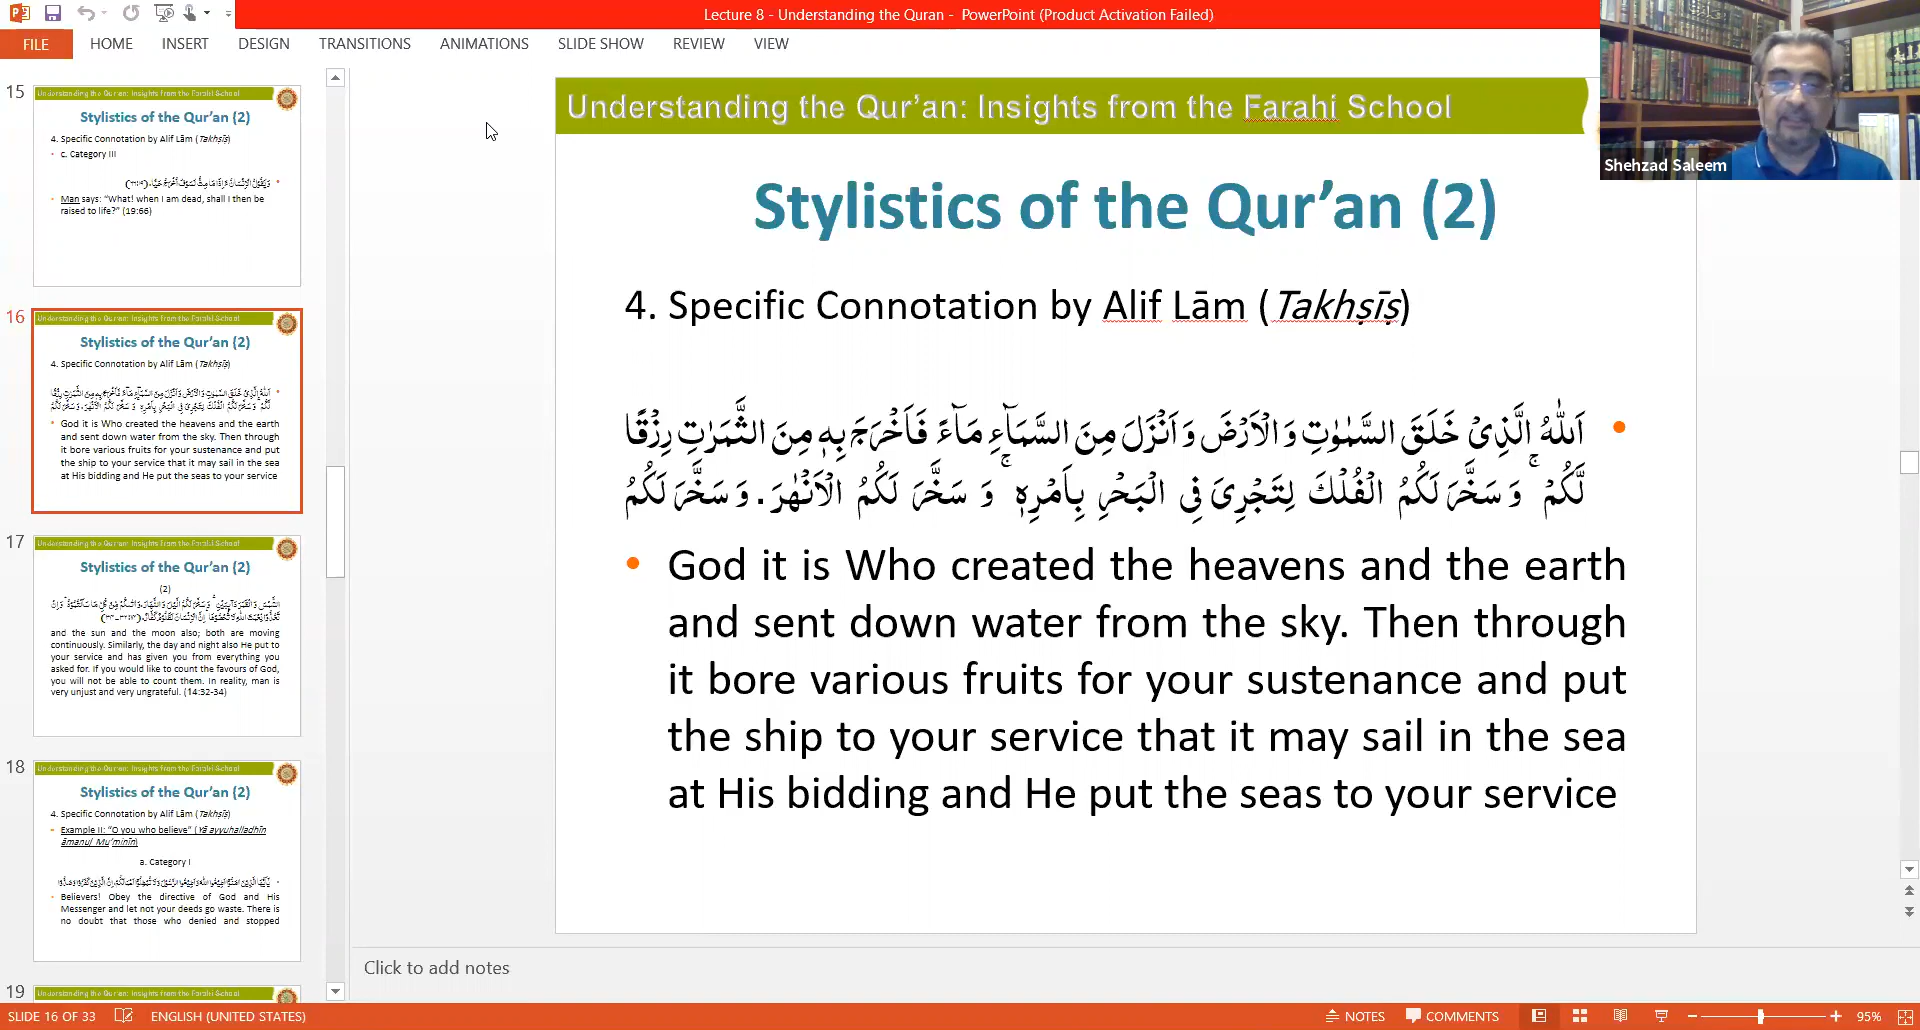 Lecture 8 - Understanding the Quran - PowerPoint (Product Activation Failed)
FILE HOME INSERT DESIGN TRANSITIONS ANIMATIONS SLIDE SHOW REVIEW VIEW
Shehzad Saleem
15
Understanding the Qur'an: Insights from the Farahi School
Stylistics of the Qur'an (2)
4. Specific Connotation by Alif Lām (Takhṣīṣ)
• c. Category III
Man says: "What! when I am dead, shall I then be
raised to life?" (19:66)
16
Understanding the Qur'an: Insights from the Farahi School
Stylistics of the Qur'an (2)
4. Specific Connotation by Alif Lām (Takhṣīṣ)
• God it is Who created the heavens and the earth
and sent down water from the sky. Then through
it bore various fruits for your sustenance and put
the ship to your service that it may sail in the sea
at His bidding and He put the seas to your service
17
Understanding the Qur'an: Insights from the Farahi School
Stylistics of the Qur'an (2)
(2)
and the sun and the moon also; both are moving
continuously. Similarly, the day and night also He put to
your service and has given you from everything you
asked for. If you would like to count the favours of God,
you will not be able to count them. In reality, man is
very unjust and very ungrateful. (14:32-34)
18
Understanding the Qur'an: Insights from the Farahi School
Stylistics of the Qur'an (2)
4. Specific Connotation by Alif Lām (Takhṣīṣ)
• Example II: "O you who believe" (Yā ayyuhalladhīn
āmanu/ Mu'minīn)
a. Category I
• Believers! Obey the directive of God and His
Messenger and let not your deeds go waste. There is
no doubt that those who denied and stopped
19
Understanding the Qur'an: Insights from the Farahi School
Understanding the Qur’an: Insights from the Farahi School
Stylistics of the Qur’an (2)
4. Specific Connotation by Alif Lām (Takhṣīṣ)
• اَللّٰهُ الَّذِىْ خَلَقَ السَّمٰوٰتِ وَالْاَرْضَ وَاَنْزَلَ مِنَ السَّمَآءِ مَآءً فَاَخْرَجَ بِهٖ مِنَ الثَّمَرٰتِ رِزْقًا
لَّكُمْ ۚ وَسَخَّرَ لَكُمُ الْفُلْكَ لِتَجْرِىَ فِى الْبَحْرِ بِاَمْرِهٖ ۚ وَ سَخَّرَ لَكُمُ الْاَنْهٰرَ. وَسَخَّرَ لَكُمُ
• God it is Who created the heavens and the earth
and sent down water from the sky. Then through
it bore various fruits for your sustenance and put
the ship to your service that it may sail in the sea
at His bidding and He put the seas to your service
Click to add notes
SLIDE 16 OF 33 ENGLISH (UNITED STATES) NOTES COMMENTS 95%